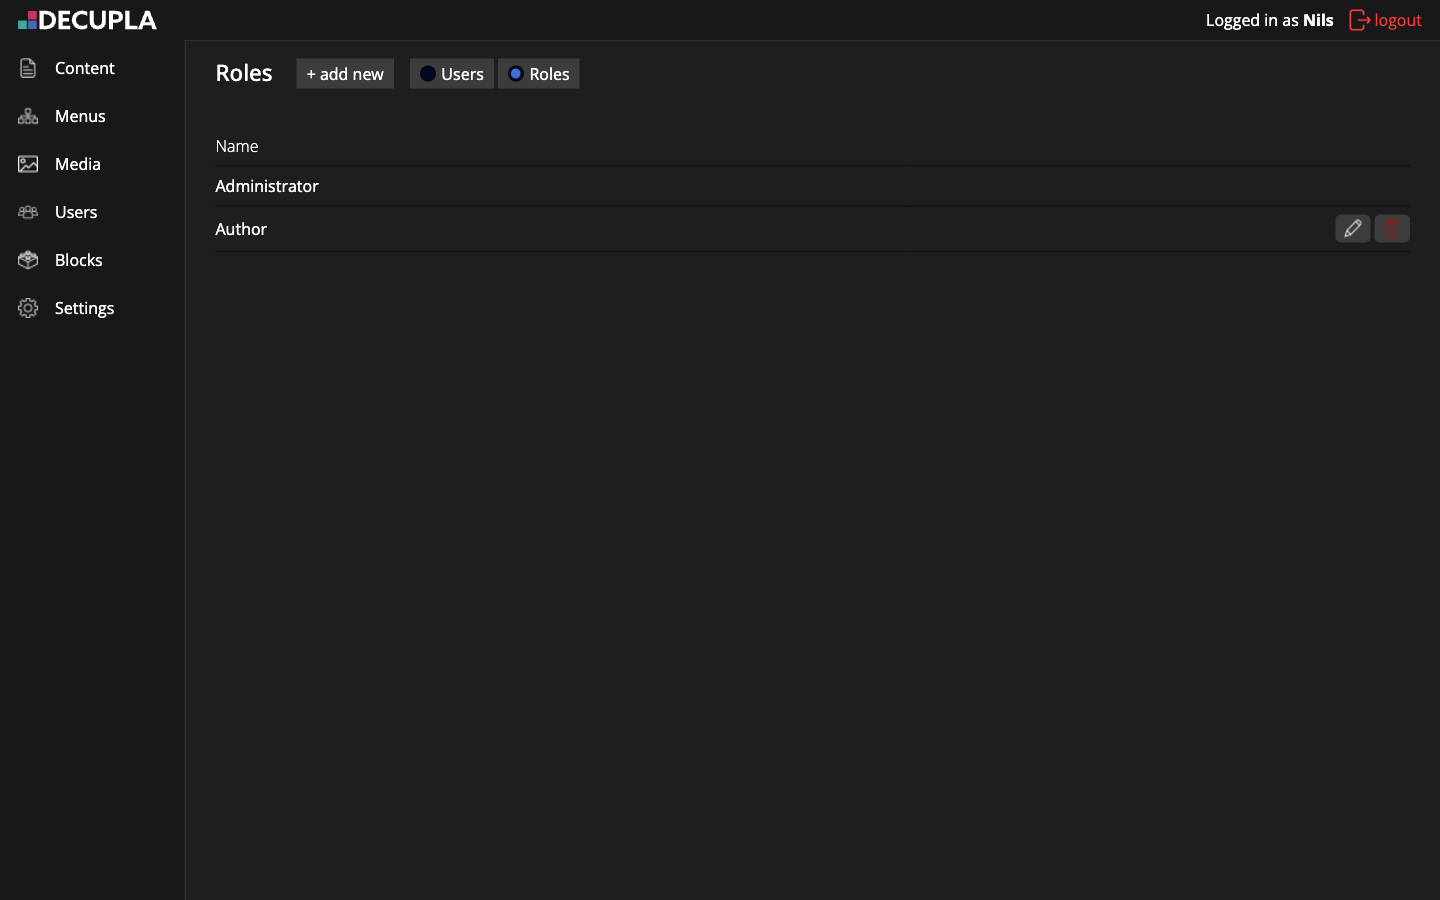 DECUPLA
Logged in as Nils logout
Content
Menus
Media
Users
Blocks
Settings
Roles + add new Users Roles
Name
Administrator
Author